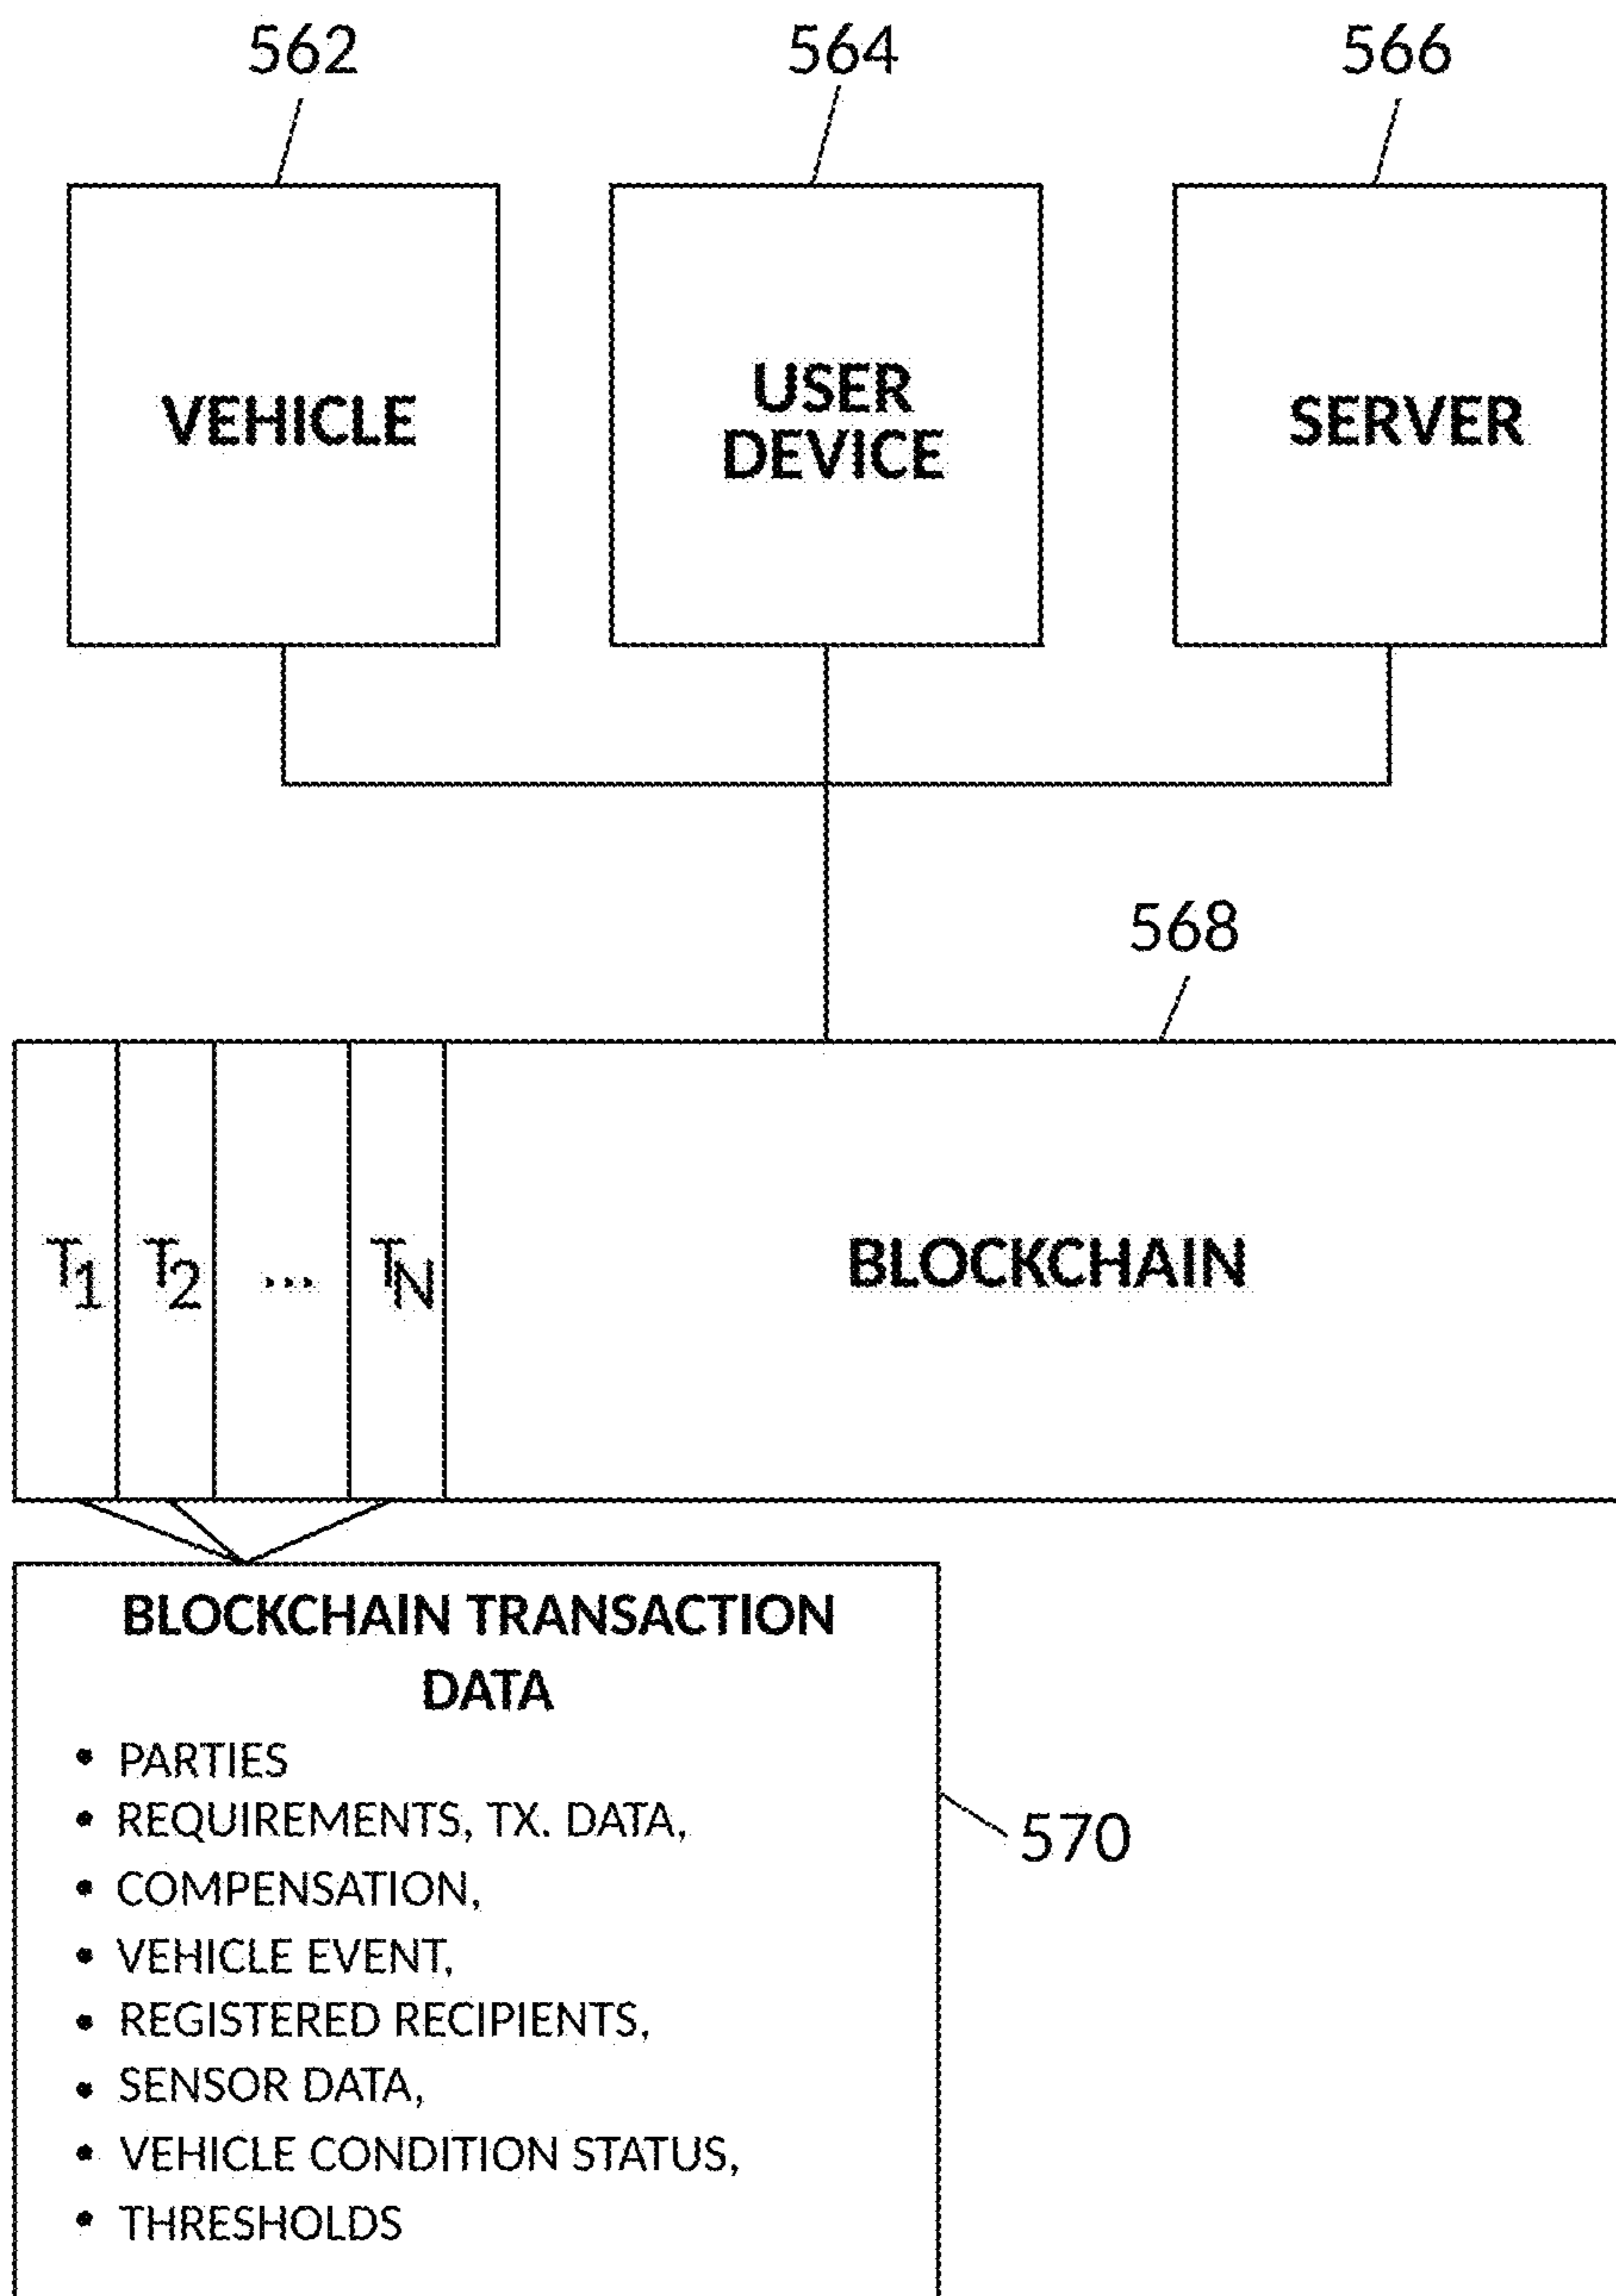 562
564
566
VEHICLE
USER
DEVICE
SERVER
568
T1
T2
...
TN
BLOCKCHAIN
BLOCKCHAIN TRANSACTION
DATA
• PARTIES
• REQUIREMENTS, TX. DATA,
• COMPENSATION,
• VEHICLE EVENT,
• REGISTERED RECIPIENTS,
• SENSOR DATA,
• VEHICLE CONDITION STATUS,
• THRESHOLDS
570